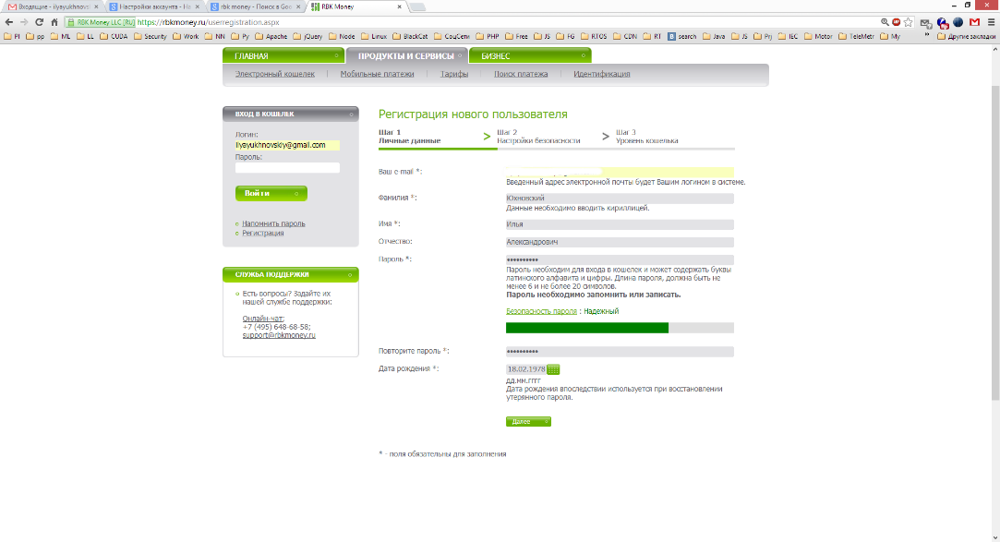 Входящие - ilyayukhnovs
Настройки аккаунта - На
rbk money - Поиск в Goo
RBK Money
RBK Money LLC [RU] https://rbkmoney.ru/userregistration.aspx
PI pp ML LL CUDA Security Work NN Py Apache jQuery Node Linux BlackCat СоцСети PHP Free JS FG RTOS CDN RT search Java JS Prj IEC Motor TeleMetr My » Другие закладки
ГЛАВНАЯ ПРОДУКТЫ И СЕРВИСЫ БИЗНЕС
Электронный кошелек Мобильные платежи Тарифы Поиск платежа Идентификация
ВХОД В КОШЕЛЕК
Логин:
ilyayukhnovskiy@gmail.com
Пароль:
Войти
Напомнить пароль
Регистрация
СЛУЖБА ПОДДЕРЖКИ
Есть вопросы? Задайте их
нашей службе поддержки:
Онлайн-чат;
+7 (495) 648-68-58;
support@rbkmoney.ru
Регистрация нового пользователя
Шаг 1 > Шаг 2 > Шаг 3
Личные данные Настройки безопасности Уровень кошелька
Ваш e-mail *:
Введенный адрес электронной почты будет Вашим логином в системе.
Фамилия *: Юхновский
Данные необходимо вводить кириллицей.
Имя *: Илья
Отчество: Александрович
Пароль *: ••••••••••
Пароль необходим для входа в кошелек и может содержать буквы
латинского алфавита и цифры. Длина пароля, должна быть не
менее 6 и не более 20 символов.
Пароль необходимо запомнить или записать.
Безопасность пароля : Надежный
Повторите пароль *: ••••••••••
Дата рождения *: 18.02.1978
дд.мм.гггг
Дата рождения впоследствии используется при восстановлении
утерянного пароля.
Далее
* - поля обязательны для заполнения